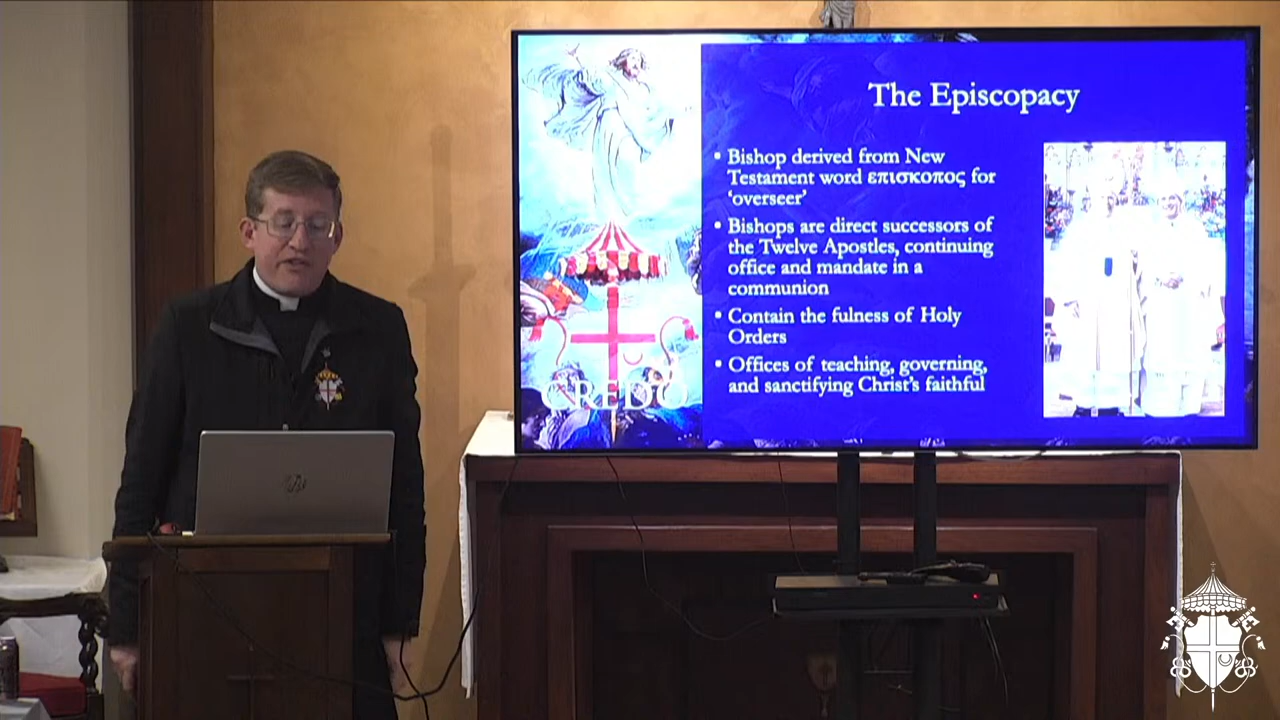 The Episcopacy
• Bishop derived from New
Testament word επισκοπος for
‘overseer’
• Bishops are direct successors of
the Twelve Apostles, continuing
office and mandate in a
communion
• Contain the fulness of Holy
Orders
• Offices of teaching, governing,
and sanctifying Christ's faithful
CREDO